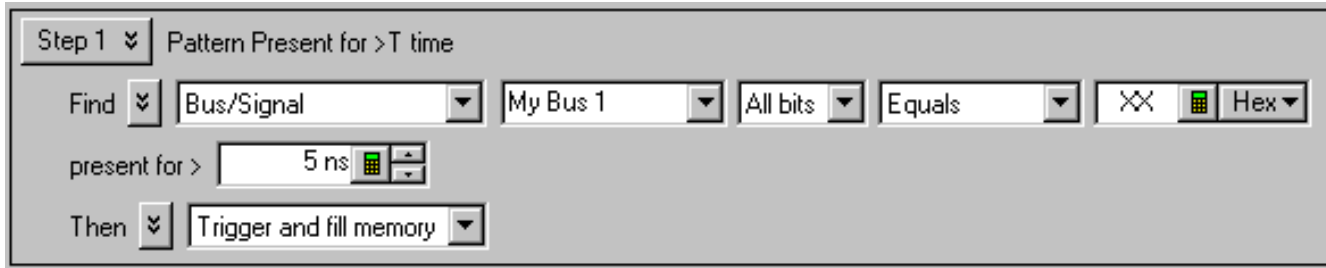 Step 1 Pattern Present for >T time
Find Bus/Signal My Bus 1 All bits Equals XX Hex
present for > 5 ns
Then Trigger and fill memory